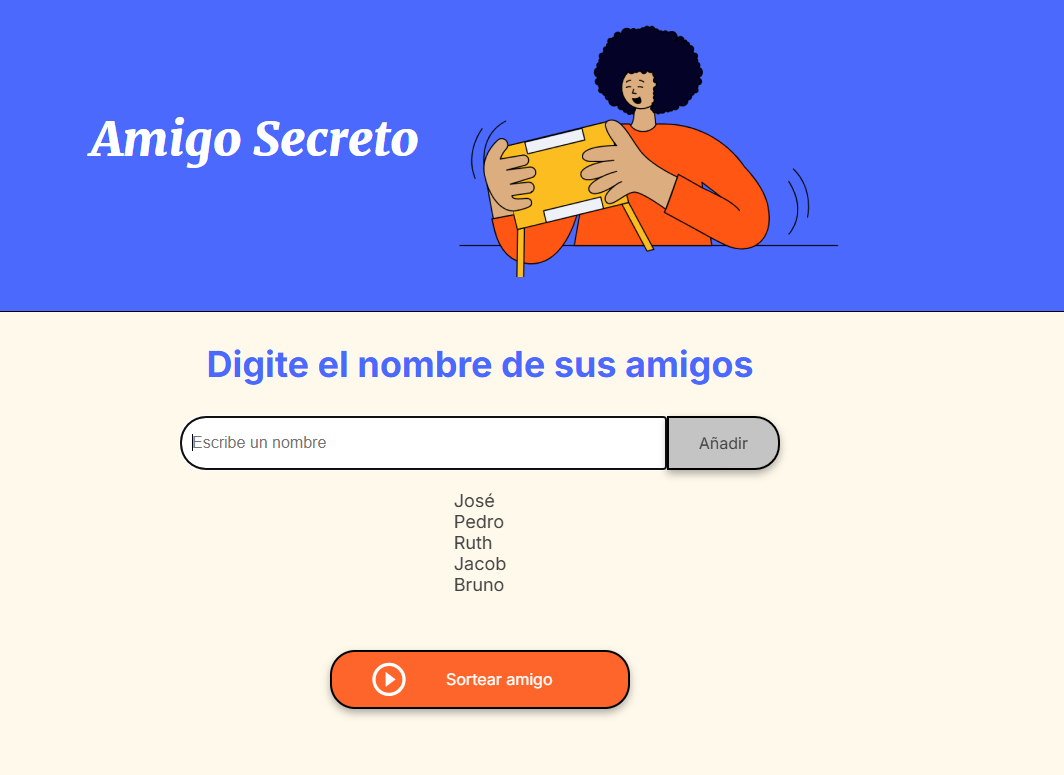 Amigo Secreto
Digite el nombre de sus amigos
Escribe un nombre
Añadir
José
Pedro
Ruth
Jacob
Bruno
Sortear amigo